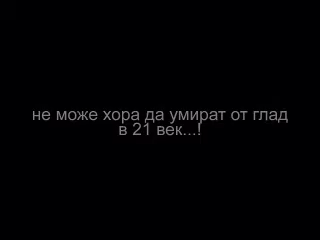 не може хора да умират от глад
в 21 век...!